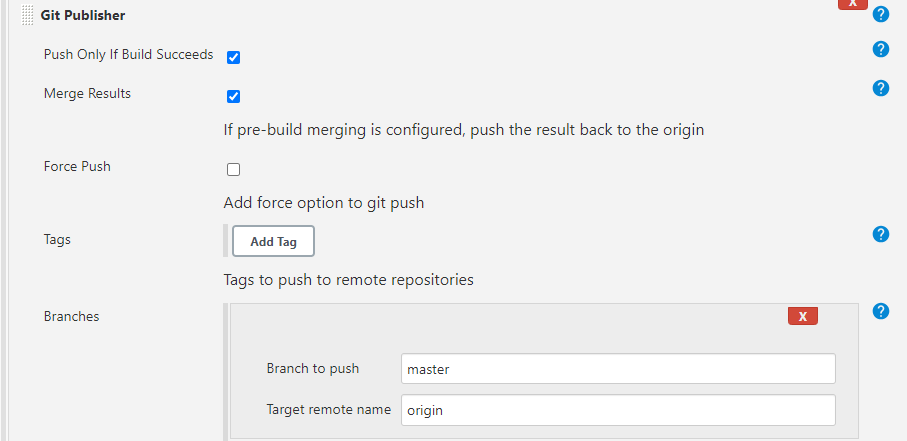 X
Git Publisher
?
Push Only If Build Succeeds
?
Merge Results
?
If pre-build merging is configured, push the result back to the origin
Force Push
Add force option to git push
Tags
Add Tag
?
Tags to push to remote repositories
Branches
X
?
Branch to push
master
Target remote name
origin